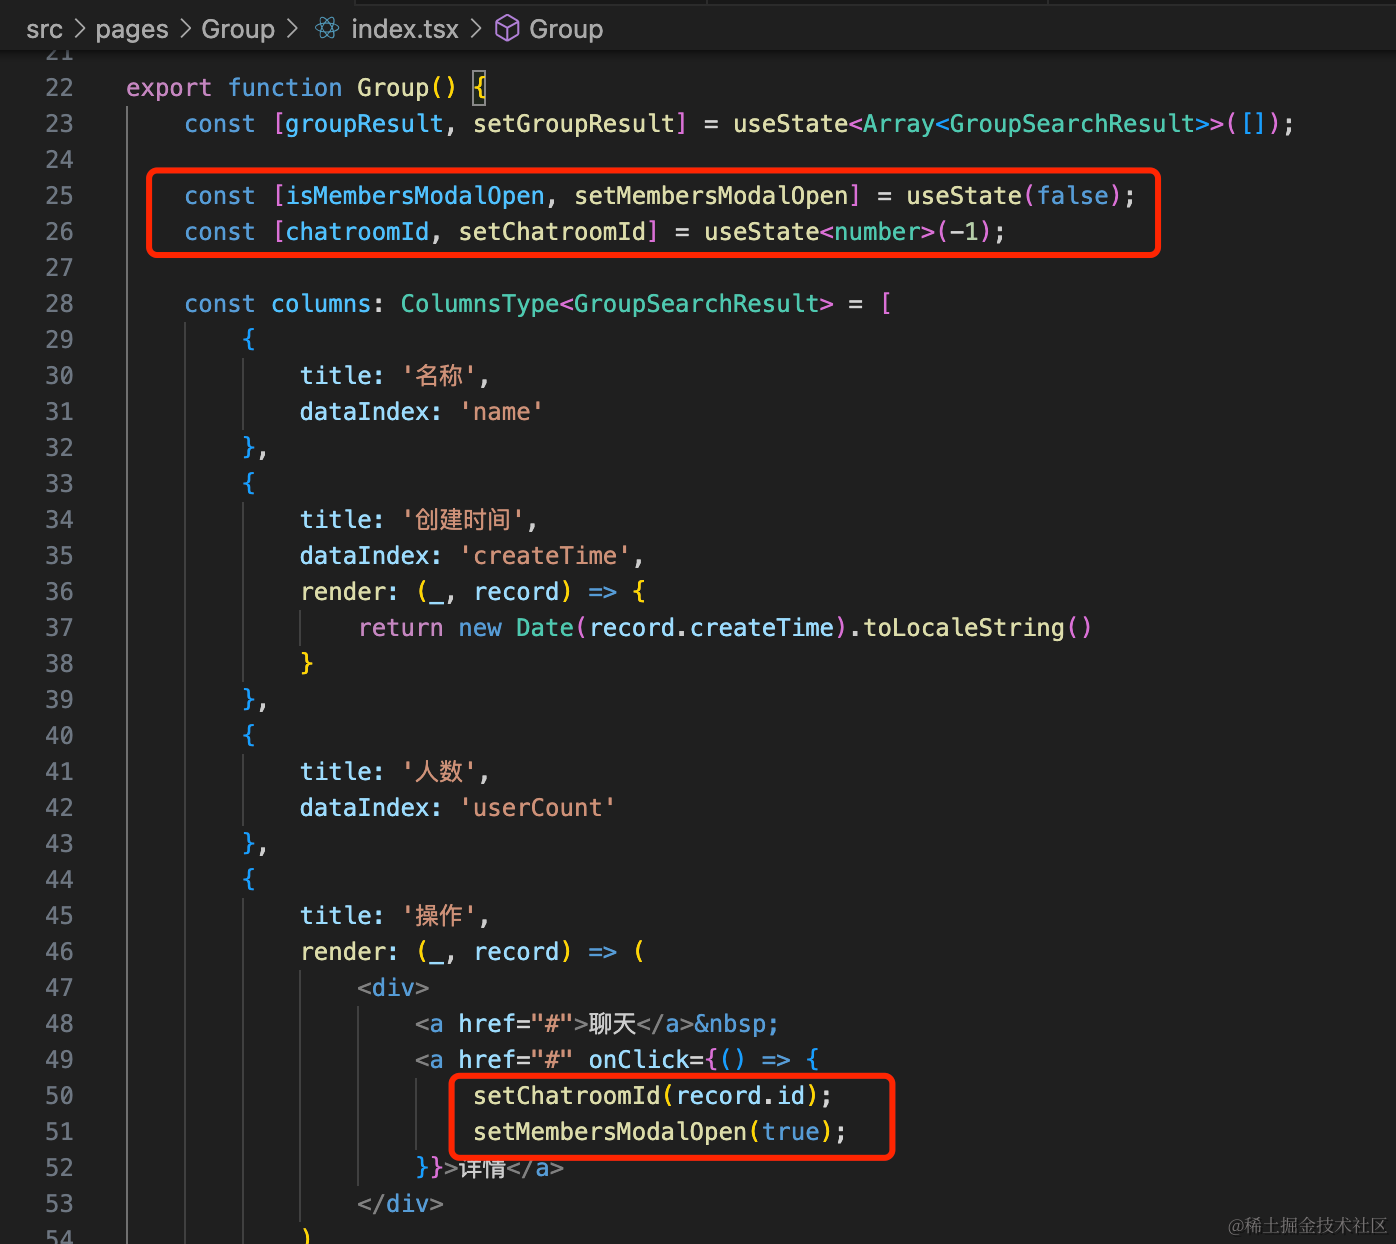 src > pages > Group > index.tsx > Group
21
22 export function Group() {
23 const [groupResult, setGroupResult] = useState<Array<GroupSearchResult>>([]);
24
25 const [isMembersModalOpen, setMembersModalOpen] = useState(false);
26 const [chatroomId, setChatroomId] = useState<number>(-1);
27
28 const columns: ColumnsType<GroupSearchResult> = [
29 {
30 title: '名称',
31 dataIndex: 'name'
32 },
33 {
34 title: '创建时间',
35 dataIndex: 'createTime',
36 render: (_, record) => {
37 return new Date(record.createTime).toLocaleString()
38 }
39 },
40 {
41 title: '人数',
42 dataIndex: 'userCount'
43 },
44 {
45 title: '操作',
46 render: (_, record) => (
47 <div>
48 <a href="#">聊天</a>&nbsp;
49 <a href="#" onClick={() => {
50 setChatroomId(record.id);
51 setMembersModalOpen(true);
52 }}>详情</a>
53 </div>
54 )
@稀土掘金技术社区